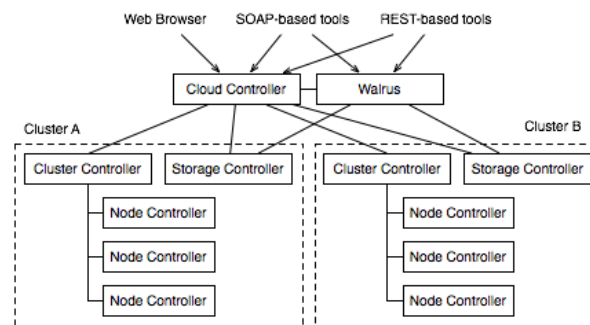 Web Browser SOAP-based tools REST-based tools
Cloud Controller Walrus
Cluster A Cluster B
Cluster Controller Storage Controller Cluster Controller Storage Controller
Node Controller Node Controller
Node Controller Node Controller
Node Controller Node Controller